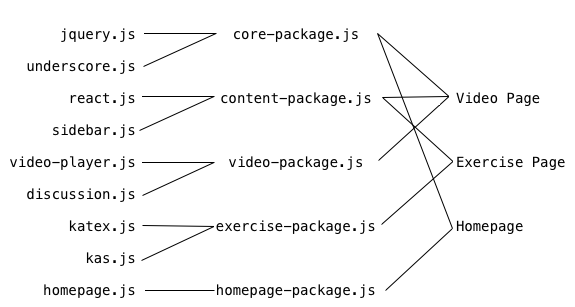 jquery.js core-package.js
underscore.js
react.js content-package.js Video Page
sidebar.js
video-player.js video-package.js Exercise Page
discussion.js
katex.js exercise-package.js Homepage
kas.js
homepage.js homepage-package.js